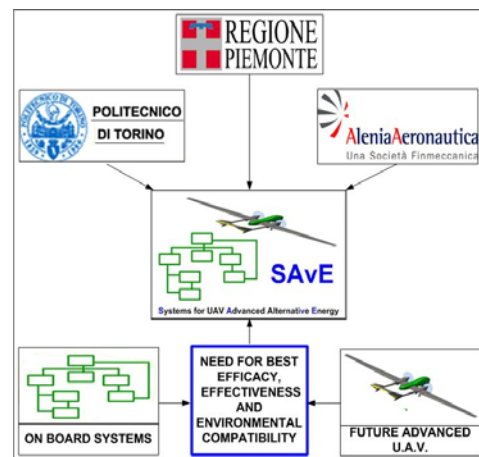 REGIONE
PIEMONTE
POLITECNICO
DI TORINO
AleniaAeronautica
Una Società Finmeccanica
SAvE
Systems for UAV Advanced Alternative Energy
NEED FOR BEST
EFFICACY,
EFFECTIVENESS
AND
ENVIRONMENTAL
COMPATIBILITY
ON BOARD SYSTEMS
FUTURE ADVANCED
U.A.V.